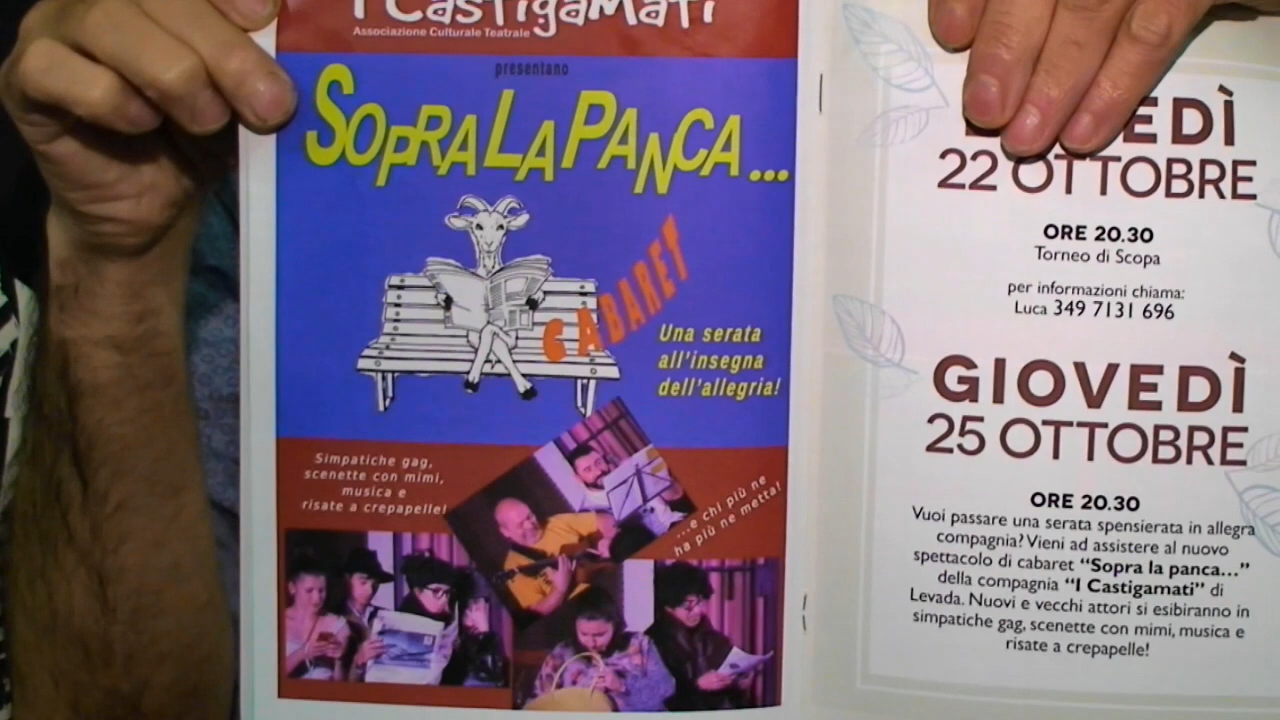 I CastigaMati
Associazione Culturale Teatrale
presentano
SOPRA LA PANCA...
CABARET
Una serata
all'insegna
dell'allegria!
Simpatiche gag,
scenette con mimi,
musica e
risate a crepapelle!
...e chi più ne
ha più ne metta!
22 OTTOBRE
ORE 20.30
Torneo di Scopa
per informazioni chiama:
Luca 349 7131 696
GIOVEDÌ
25 OTTOBRE
ORE 20.30
Vuoi passare una serata spensierata in allegra
compagnia? Vieni ad assistere al nuovo
spettacolo di cabaret “Sopra la panca...”
della compagnia “I Castigamati” di
Levada. Nuovi e vecchi attori si esibiranno in
simpatiche gag, scenette con mimi, musica e
risate a crepapelle!